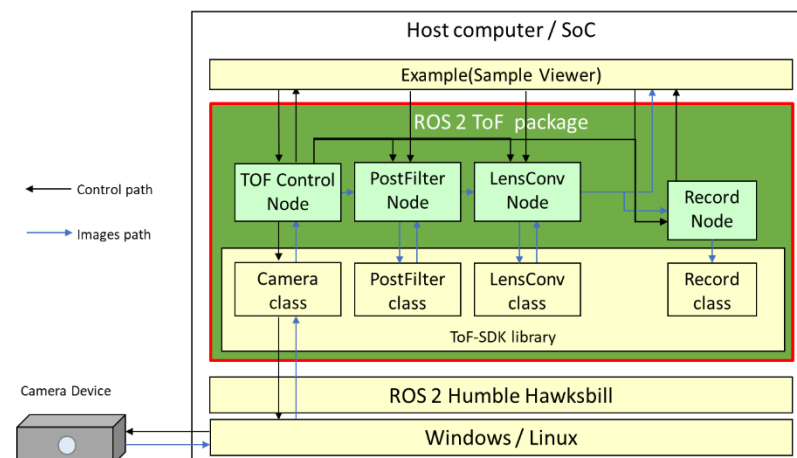 Host computer / SoC
Example(Sample Viewer)
ROS 2 ToF package
Control path
Images path
TOF Control
Node
PostFilter
Node
LensConv
Node
Record
Node
Camera
class
PostFilter
class
LensConv
class
Record
class
ToF-SDK library
ROS 2 Humble Hawksbill
Camera Device
Windows / Linux